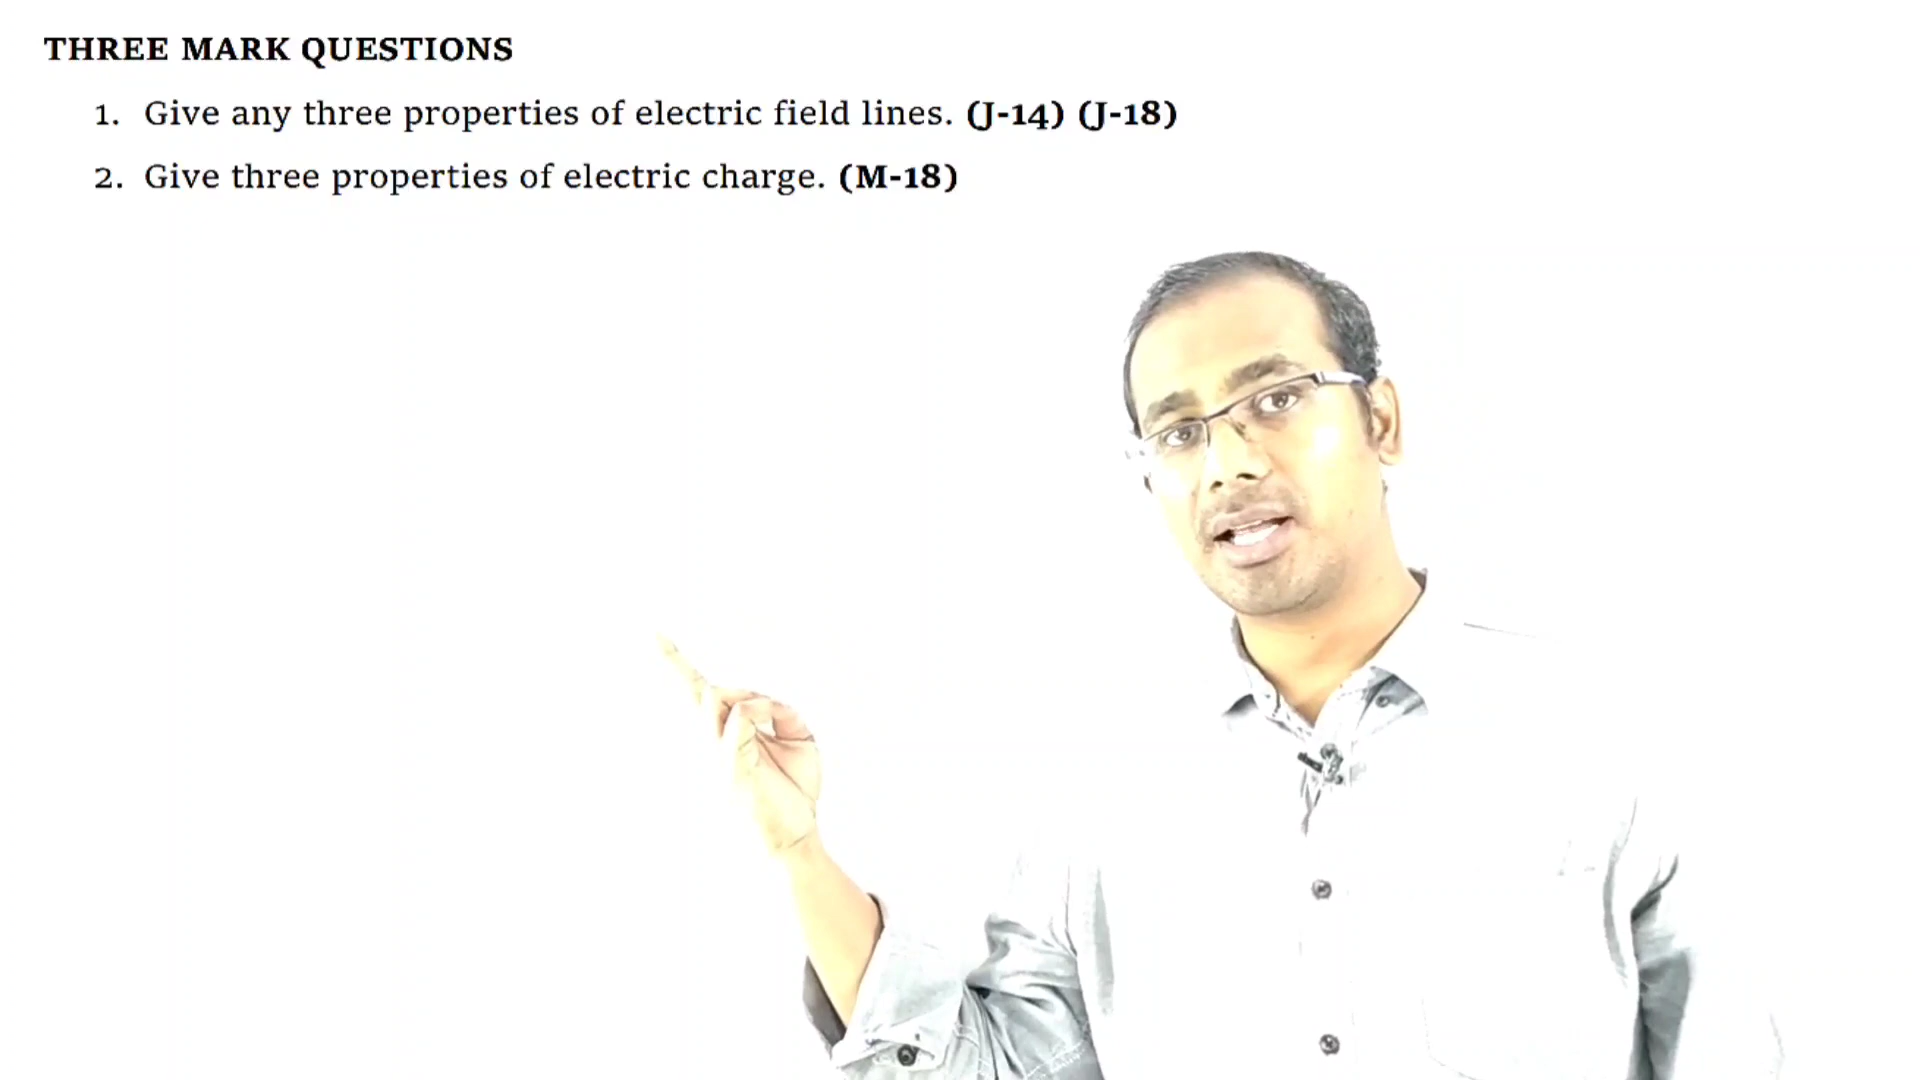 THREE MARK QUESTIONS
1. Give any three properties of electric field lines. (J-14) (J-18)
2. Give three properties of electric charge. (M-18)